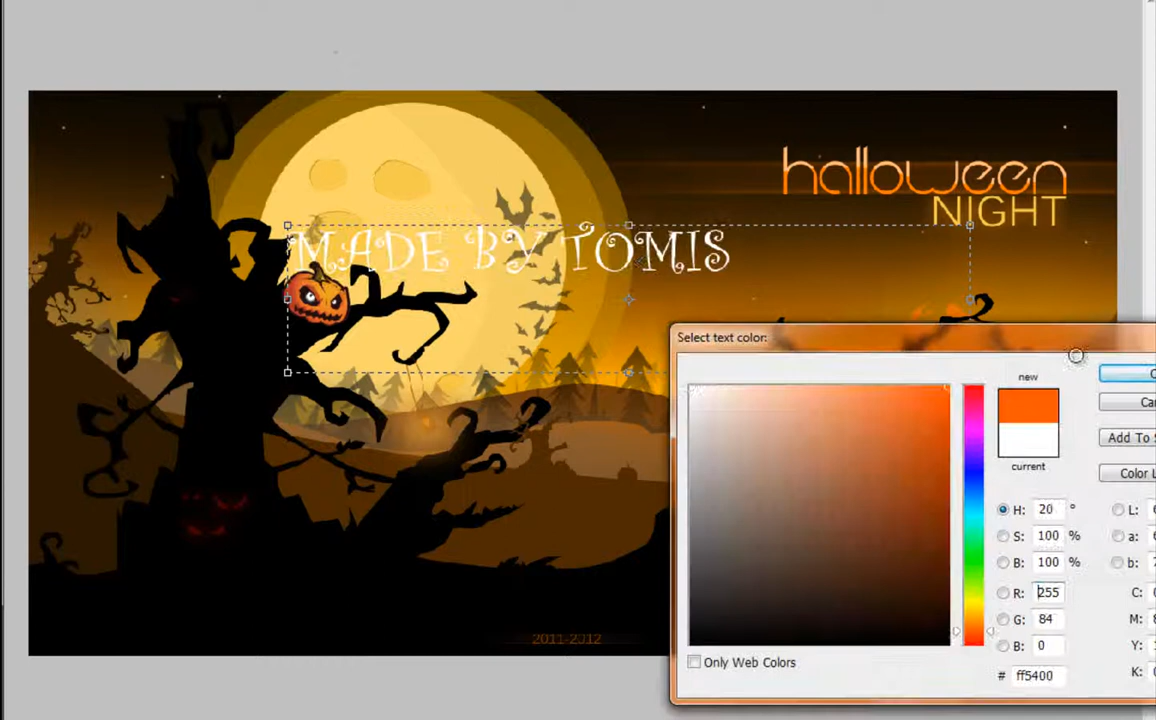 halloween
NIGHT
MADE BY TOMIS
Select text color:
new
current
Add To
Color L
H: 20 °
S: 100 %
B: 100 %
R: 255
G: 84
B: 0
# ff5400
L:
a:
b:
C:
M:
Y:
K:
Only Web Colors
2011-2012